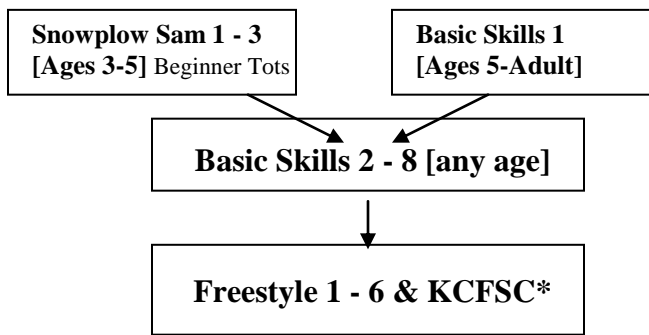 Snowplow Sam 1 - 3
[Ages 3-5] Beginner Tots
Basic Skills 1
[Ages 5-Adult]
Basic Skills 2 - 8 [any age]
Freestyle 1 - 6 & KCFSC*